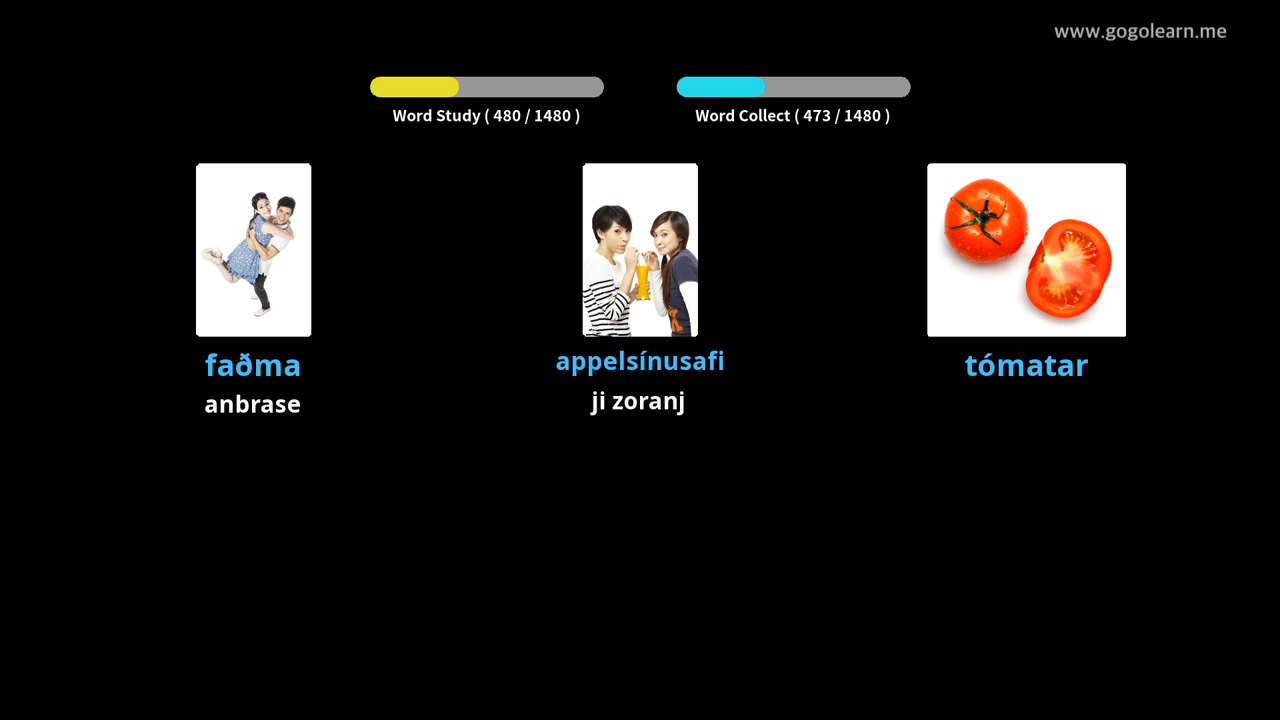 www.gogolearn.me
Word Study ( 480 / 1480 )
Word Collect ( 473 / 1480 )
faðma
anbrase
appelsínusafi
ji zoranj
tómatar